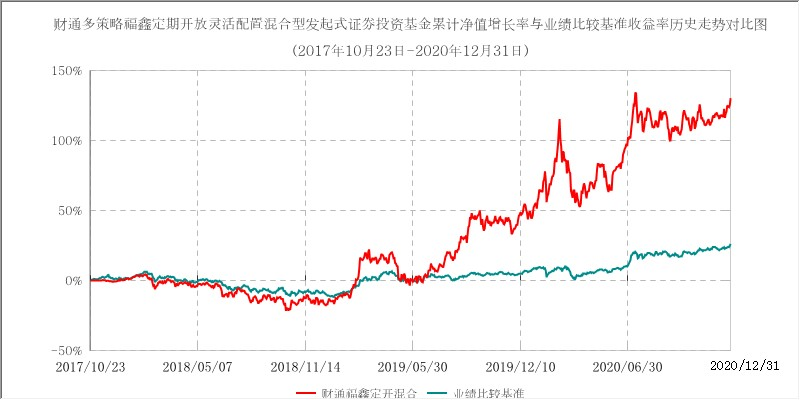 财通多策略福鑫定期开放灵活配置混合型发起式证券投资基金累计净值增长率与业绩比较基准收益率历史走势对比图
(2017年10月23日-2020年12月31日)
150%
100%
50%
0%
-50%
2017/10/23 2018/05/07 2018/11/14 2019/05/30 2019/12/10 2020/06/30 2020/12/31
财通福鑫定开混合 业绩比较基准